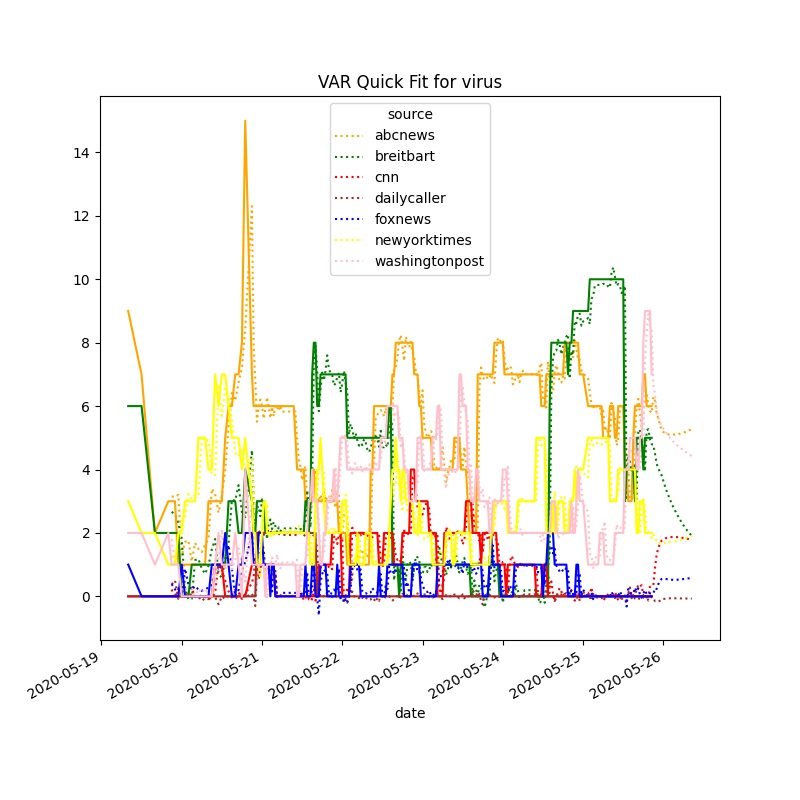 VAR Quick Fit for virus
source
abcnews
breitbart
cnn
dailycaller
foxnews
newyorktimes
washingtonpost
14
12
10
8
6
4
2
0
2020-05-19
2020-05-20
2020-05-21
2020-05-22
2020-05-23
2020-05-24
2020-05-25
2020-05-26
date